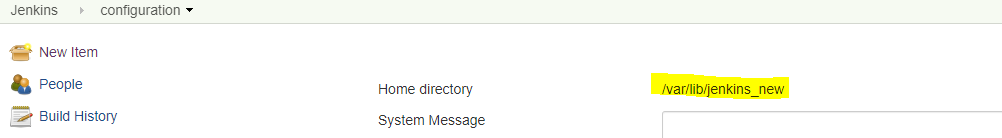 Jenkins configuration
New Item
People
Home directory /var/lib/jenkins_new
Build History
System Message